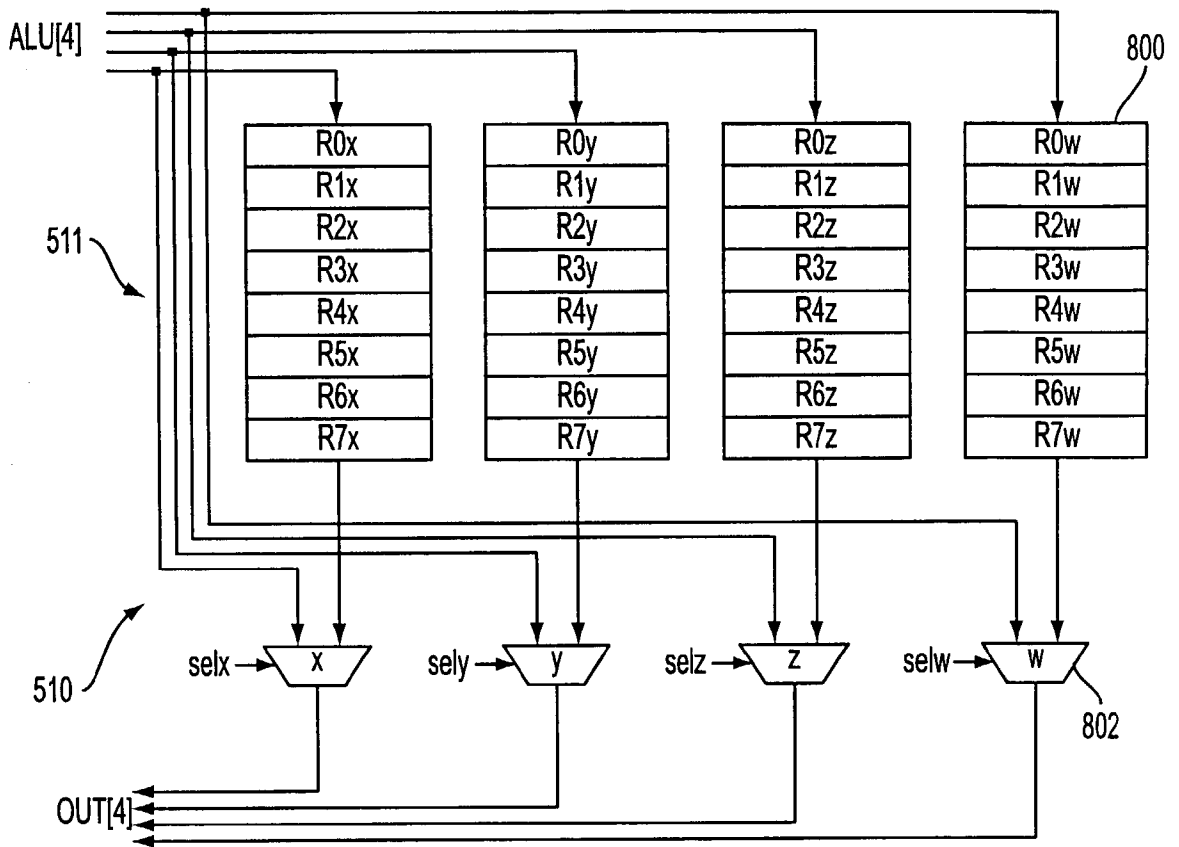 ALU[4]
800
R0x R0y R0z R0w
R1x R1y R1z R1w
R2x R2y R2z R2w
511
R3x R3y R3z R3w
R4x R4y R4z R4w
R5x R5y R5z R5w
R6x R6y R6z R6w
R7x R7y R7z R7w
selx x sely y selz z selw w
510
802
OUT[4]